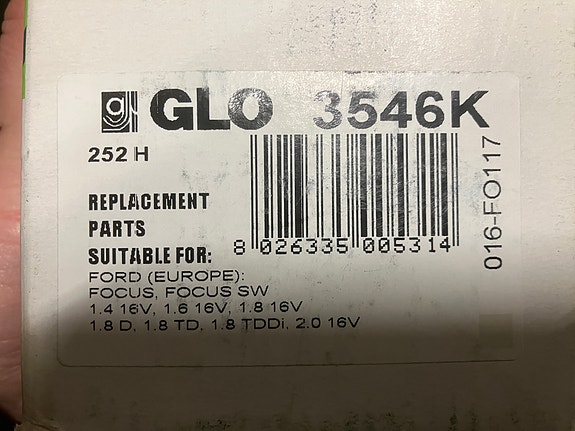 GLO 3546K
252 H
016-FO117
REPLACEMENT
PARTS
SUITABLE FOR:
8 026335 005314
FORD (EUROPE):
FOCUS, FOCUS SW
1.4 16V, 1.6 16V, 1.8 16V
1.8 D, 1.8 TD, 1.8 TDDi, 2.0 16V